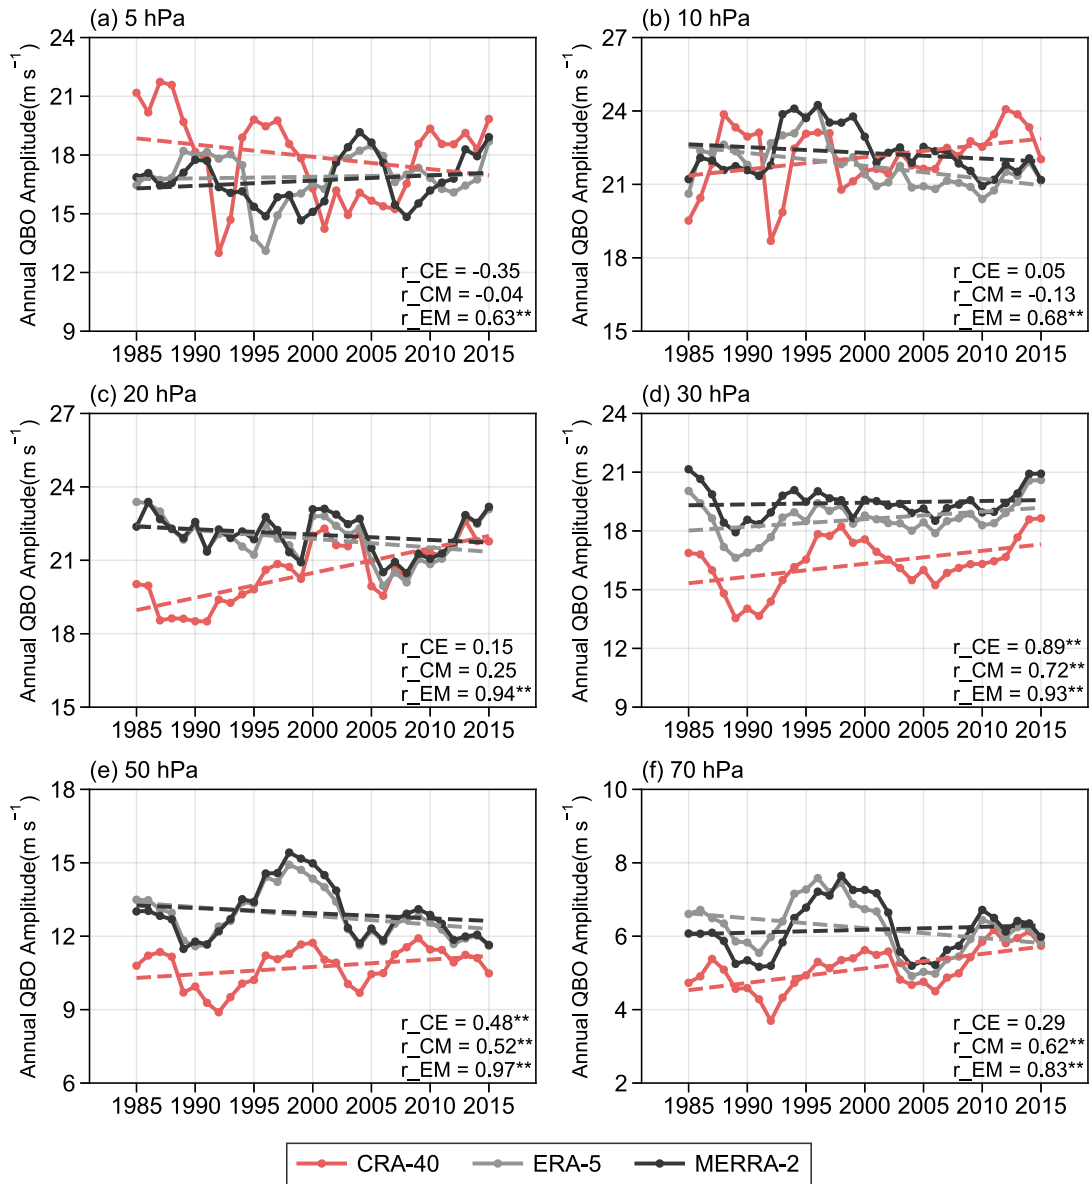 (a) 5 hPa
Annual QBO Amplitude(m s⁻¹)
24
21
18
15
12
9
r_CE = -0.35
r_CM = -0.04
r_EM = 0.63**
1985 1990 1995 2000 2005 2010 2015
(b) 10 hPa
Annual QBO Amplitude(m s⁻¹)
27
24
21
18
15
r_CE = 0.05
r_CM = -0.13
r_EM = 0.68**
1985 1990 1995 2000 2005 2010 2015
(c) 20 hPa
Annual QBO Amplitude(m s⁻¹)
27
24
21
18
15
r_CE = 0.15
r_CM = 0.25
r_EM = 0.94**
1985 1990 1995 2000 2005 2010 2015
(d) 30 hPa
Annual QBO Amplitude(m s⁻¹)
24
21
18
15
12
9
r_CE = 0.89**
r_CM = 0.72**
r_EM = 0.93**
1985 1990 1995 2000 2005 2010 2015
(e) 50 hPa
Annual QBO Amplitude(m s⁻¹)
18
15
12
9
6
r_CE = 0.48**
r_CM = 0.52**
r_EM = 0.97**
1985 1990 1995 2000 2005 2010 2015
(f) 70 hPa
Annual QBO Amplitude(m s⁻¹)
10
8
6
4
2
r_CE = 0.29
r_CM = 0.62**
r_EM = 0.83**
1985 1990 1995 2000 2005 2010 2015
CRA-40 ERA-5 MERRA-2